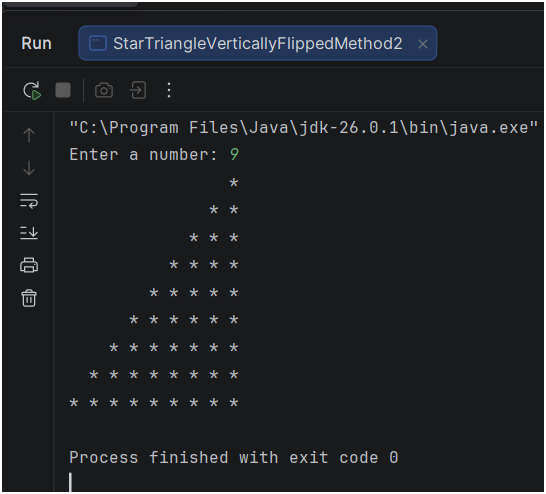 Run StarTriangleVerticallyFlippedMethod2
"C:\Program Files\Java\jdk-26.0.1\bin\java.exe"
Enter a number: 9
                *
              * *
            * * *
          * * * *
        * * * * *
      * * * * * *
    * * * * * * *
  * * * * * * * *
* * * * * * * * *
Process finished with exit code 0